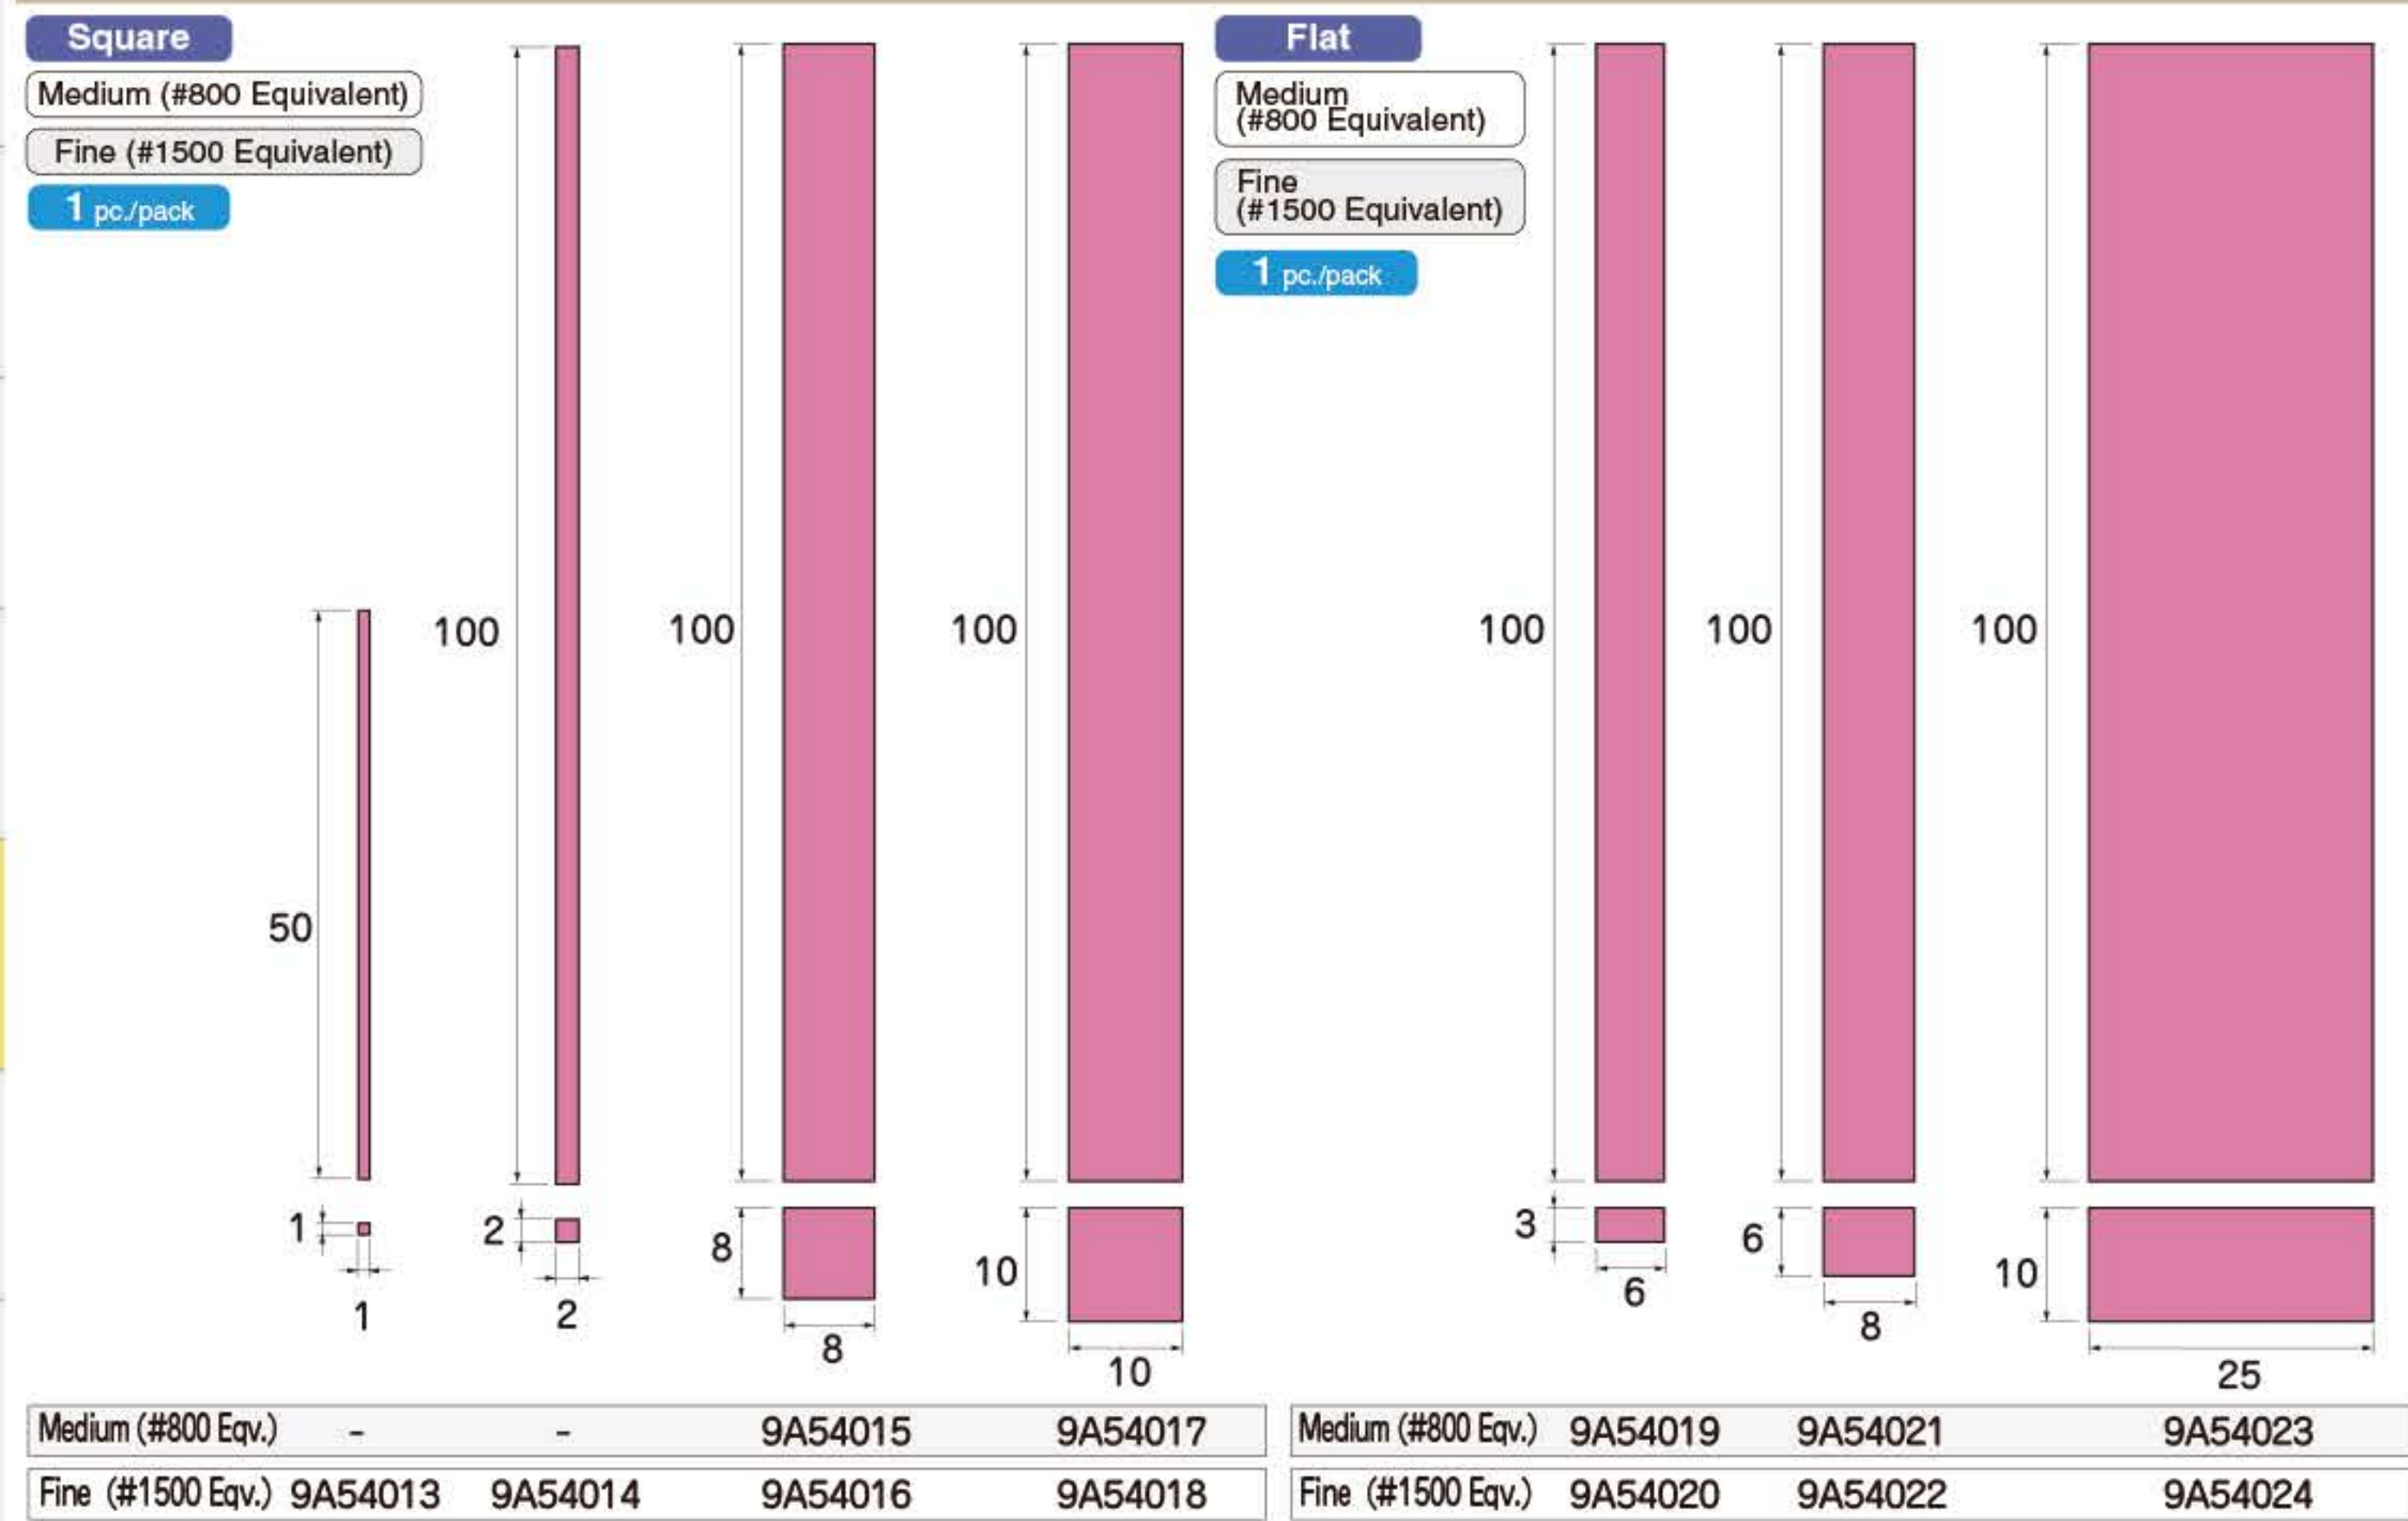 Square
Medium (#800 Equivalent)
Fine (#1500 Equivalent)
1 pc./pack
50
100
100
100
1
1
2
2
8
8
10
10
Medium (#800 Eqv.) - - 9A54015 9A54017
Fine (#1500 Eqv.) 9A54013 9A54014 9A54016 9A54018
Flat
Medium
(#800 Equivalent)
Fine
(#1500 Equivalent)
1 pc./pack
100
100
100
3
6
6
8
10
25
Medium (#800 Eqv.) 9A54019 9A54021 9A54023
Fine (#1500 Eqv.) 9A54020 9A54022 9A54024